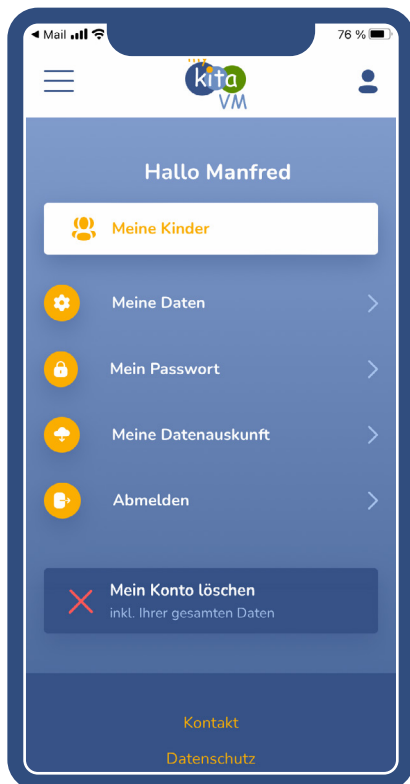 Mail
76 %
kita
VM
Hallo Manfred
Meine Kinder
Meine Daten
Mein Passwort
Meine Datenauskunft
Abmelden
Mein Konto löschen
inkl. Ihrer gesamten Daten
Kontakt
Datenschutz